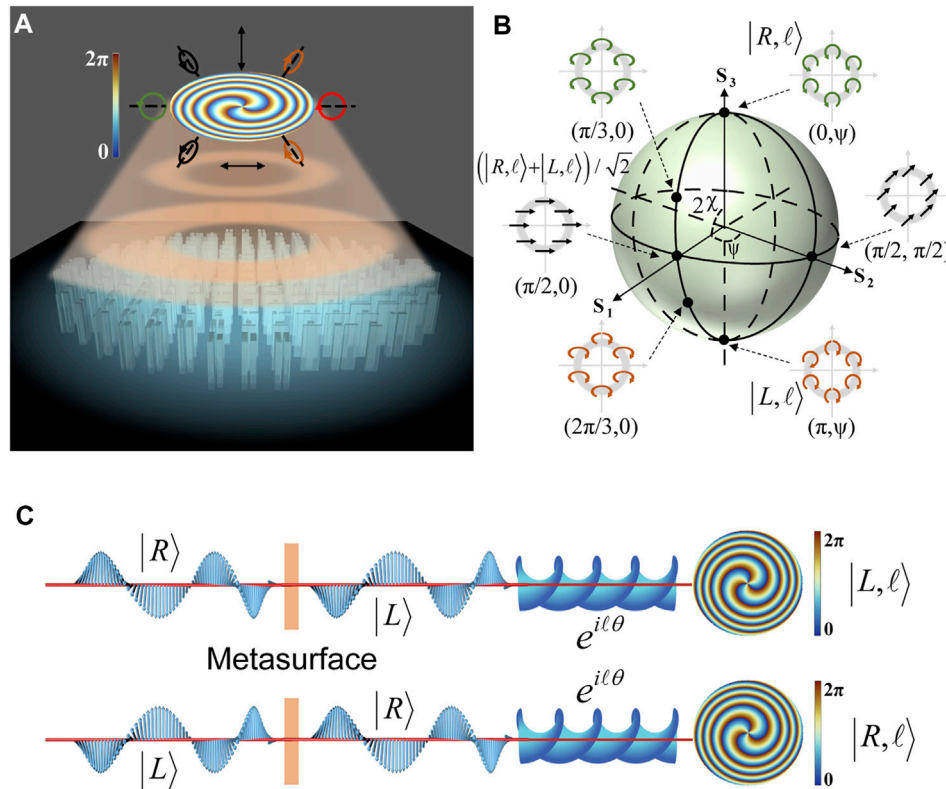 A
2π
0
B
|R, ℓ⟩
S₃
(π/3,0)
(0,ψ)
(|R, ℓ⟩+|L, ℓ⟩)/√2
2χ
ψ
(π/2, π/2)
(π/2,0)
S₁
S₂
|L, ℓ⟩
(2π/3,0)
(π,ψ)
C
|R⟩
2π
|L, ℓ⟩
|L⟩
0
e^{iℓθ}
Metasurface
e^{iℓθ}
2π
|R⟩
|R, ℓ⟩
|L⟩
0